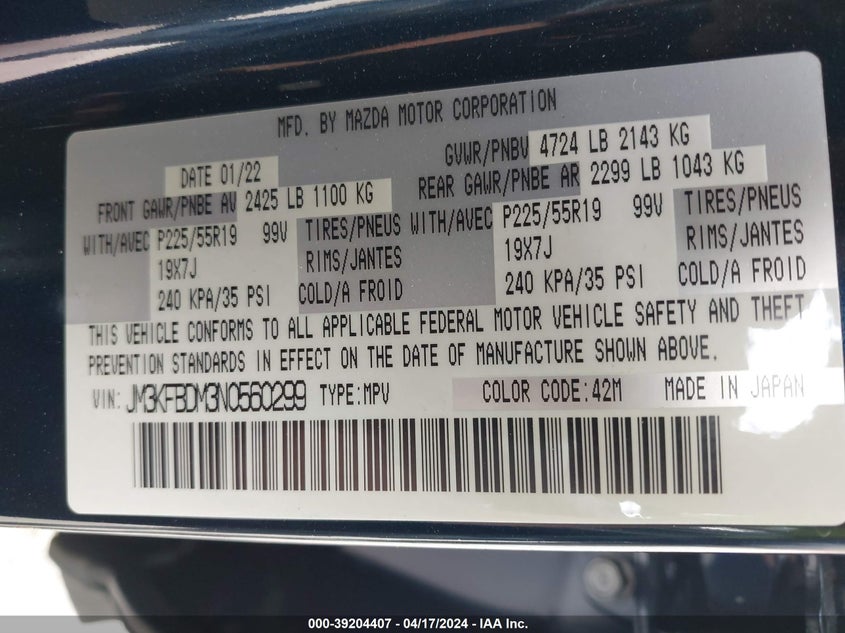 MFD. BY MAZDA MOTOR CORPORATION
DATE 01/22
GVWR/PNBV 4724 LB 2143 KG
FRONT GAWR/PNBE AV 2425 LB 1100 KG
REAR GAWR/PNBE AR 2299 LB 1043 KG
WITH/AVEC P225/55R19 99V TIRES/PNEUS
19X7J RIMS/JANTES
240 KPA/35 PSI COLD/A FROID
WITH/AVEC P225/55R19 99V TIRES/PNEUS
19X7J RIMS/JANTES
240 KPA/35 PSI COLD/A FROID
THIS VEHICLE CONFORMS TO ALL APPLICABLE FEDERAL MOTOR VEHICLE SAFETY AND THEFT
PREVENTION STANDARDS IN EFFECT ON THE DATE OF MANUFACTURE SHOWN ABOVE.
VIN: JM3KFBDM3N0550299 TYPE:MPV COLOR CODE:42M MADE IN JAPAN
000-39204407 - 04/17/2024 - IAA Inc.